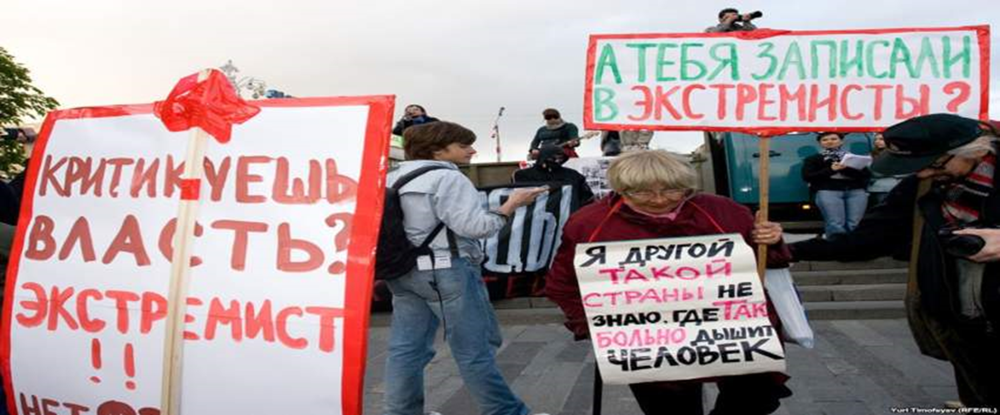 КРИТИКУЕШЬ
ВЛАСТЬ?
ЭКСТРЕМИСТ
!!
НЕТ
А ТЕБЯ ЗАПИСАЛИ
В ЭКСТРЕМИСТЫ?
Я ДРУГОЙ
ТАКОЙ
СТРАНЫ НЕ
ЗНАЮ. ГДЕ ТАК
БОЛЬНО ДЫШИТ
ЧЕЛОВЕК
Yuri Timofeyev (RFE/RL)